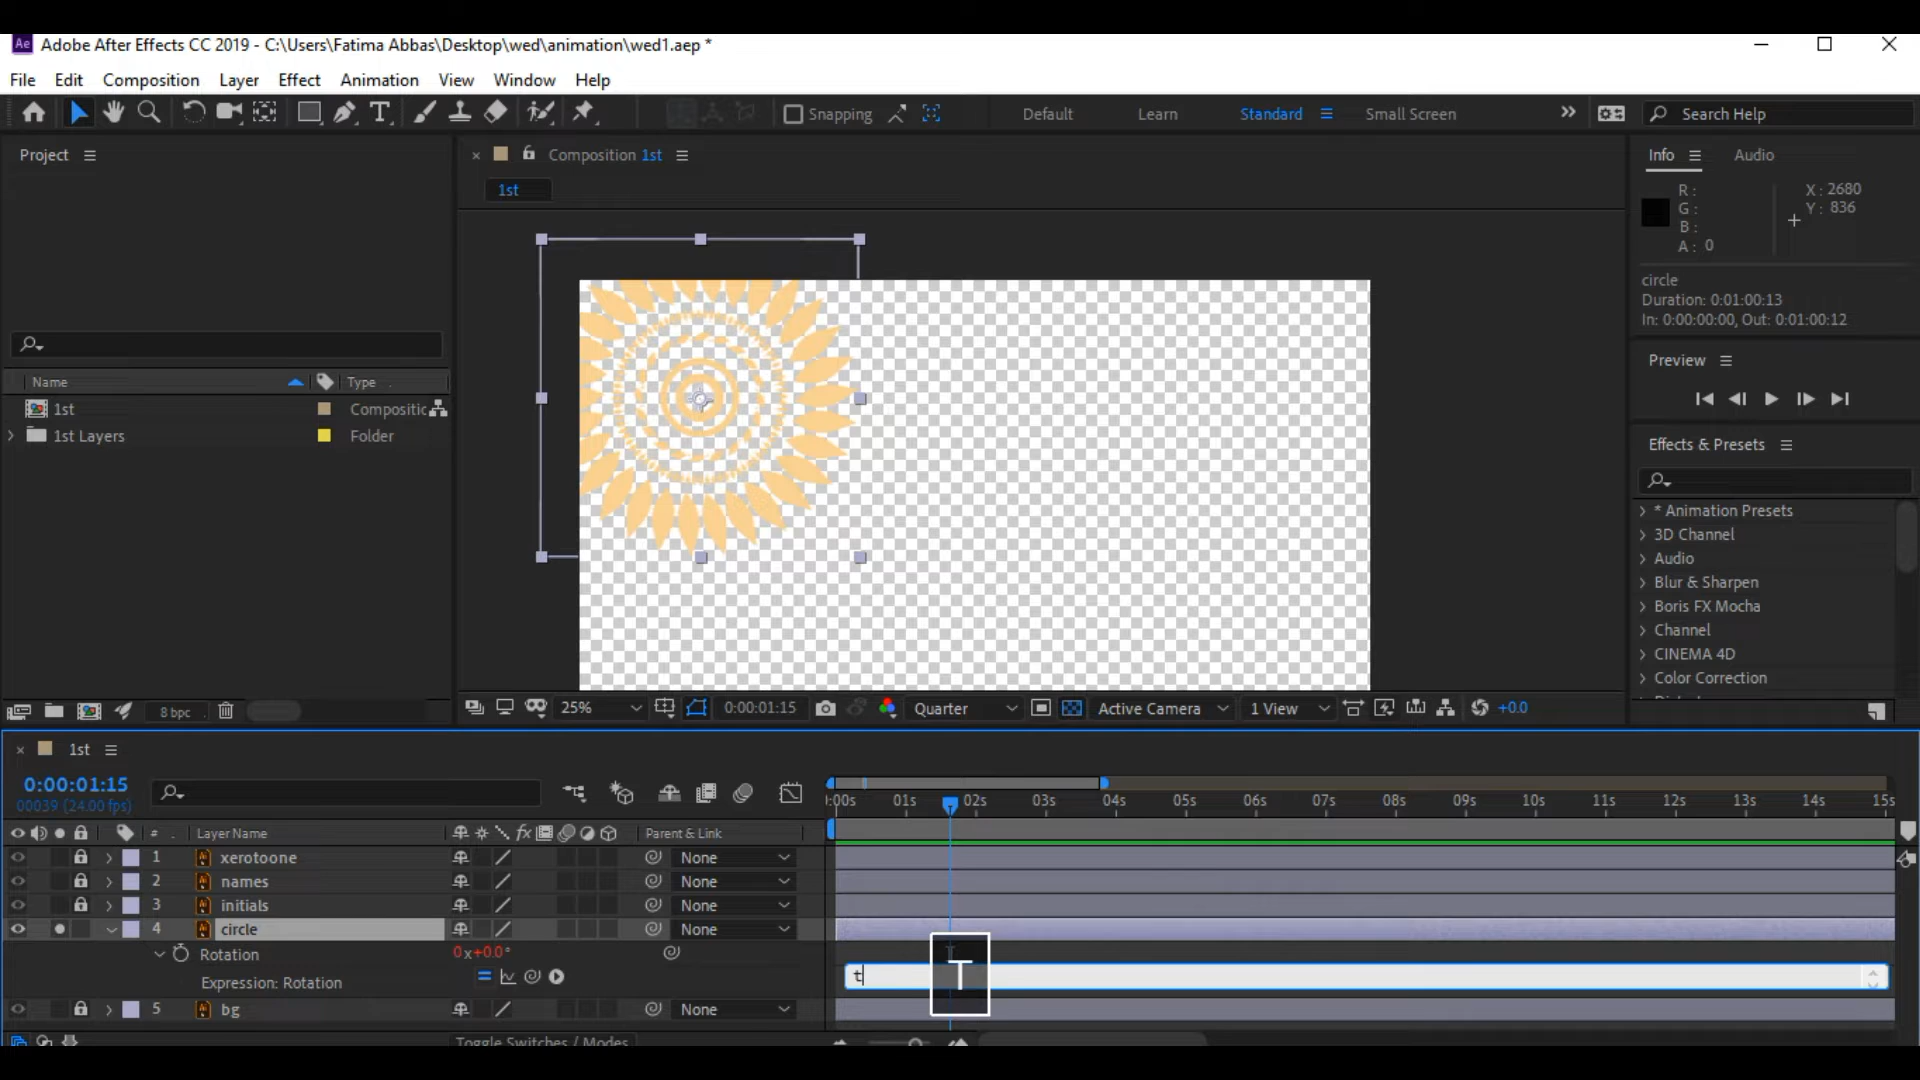 Ae Adobe After Effects CC 2019 - C:\Users\Fatima Abbas\Desktop\wed\animation\wed1.aep *
File Edit Composition Layer Effect Animation View Window Help
T Snapping Default Learn Standard Small Screen Search Help
Project
Composition 1st
Info Audio
1st
R :
G :
B :
A : 0
X : 2680
Y : 836
circle
Duration: 0:01:00:13
In: 0:00:00:00, Out: 0:01:00:12
Preview
Name Type
1st Compositic
1st Layers Folder
Effects & Presets
* Animation Presets
3D Channel
Audio
Blur & Sharpen
Boris FX Mocha
Channel
CINEMA 4D
Color Correction
8 bpc
25% 0:00:01:15 Quarter Active Camera 1 View +0.0
1st
0:00:01:15
00039 (24.00 fps)
:00s 01s 02s 03s 04s 05s 06s 07s 08s 09s 10s 11s 12s 13s 14s 15s
# Layer Name fx Parent & Link
1 xerotoone None
2 names None
3 initials None
4 circle None
Rotation 0x+0.0°
Expression: Rotation
t
T
5 bg None
Toggle Switches / Modes